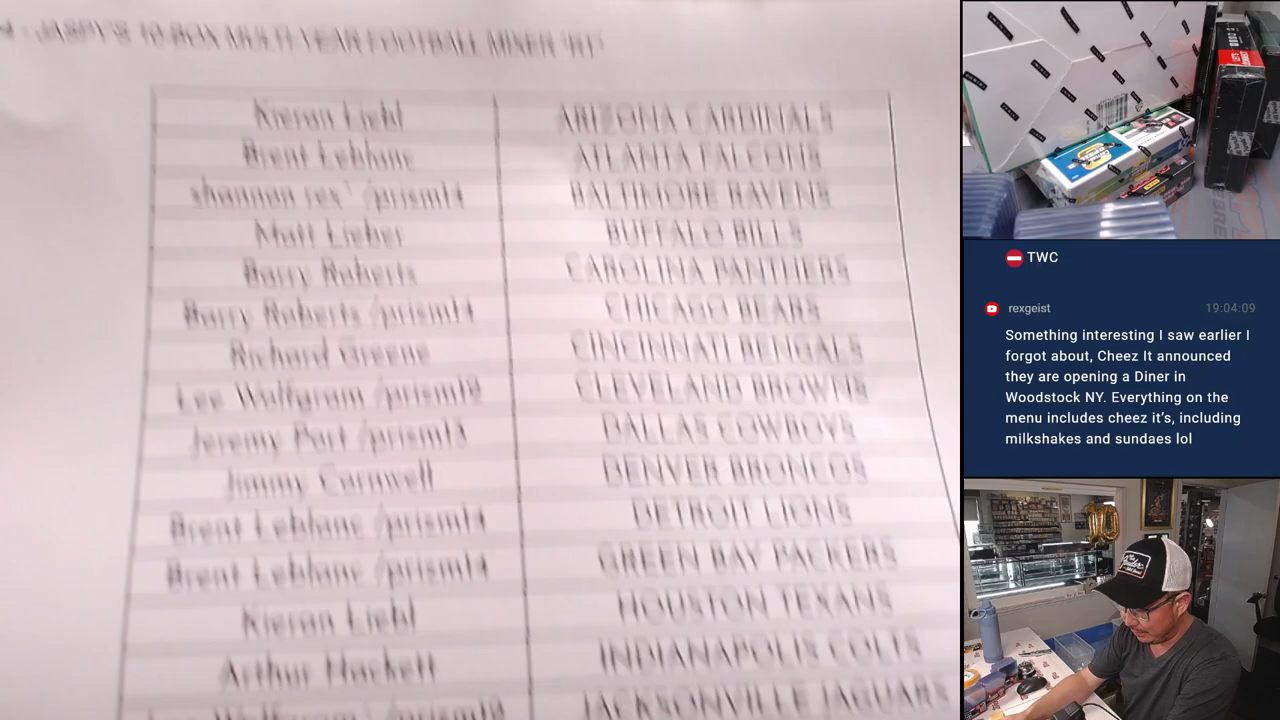 JASPY'S 10 BOX MULTI YEAR FOOTBALL MIXER
Kieran Liebl ARIZONA CARDINALS
Brent Leblanc ATLANTA FALCONS
shannon rex /prism14 BALTIMORE RAVENS
Matt Lieber BUFFALO BILLS
Barry Roberts CAROLINA PANTHERS
Barry Roberts /prism14 CHICAGO BEARS
Richard Greene CINCINNATI BENGALS
Lee Wolfgram CLEVELAND BROWNS
Jeremy DALLAS COWBOYS
Jimmy Cornwell DENVER BRONCOS
Brent Leblanc /prism14 DETROIT LIONS
Brent Leblanc /prism14 GREEN BAY PACKERS
Kieran Liebl HOUSTON TEXANS
Arthur Hackett INDIANAPOLIS COLTS
JACKSONVILLE JAGUARS
TWC
rexgeist 19:04:09
Something interesting I saw earlier I
forgot about, Cheez It announced
they are opening a Diner in
Woodstock NY. Everything on the
menu includes cheez it's, including
milkshakes and sundaes lol